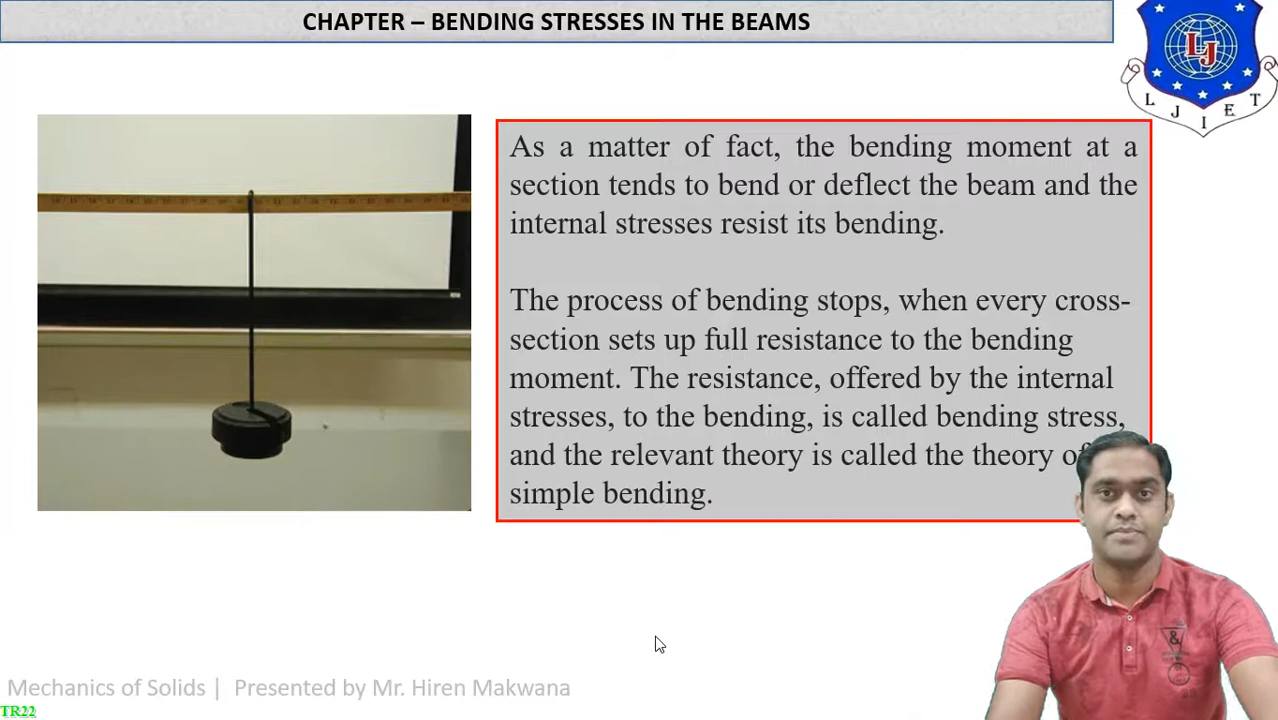 CHAPTER – BENDING STRESSES IN THE BEAMS
LJ
L J I E T
As a matter of fact, the bending moment at a
section tends to bend or deflect the beam and the
internal stresses resist its bending.
The process of bending stops, when every cross-
section sets up full resistance to the bending
moment. The resistance, offered by the internal
stresses, to the bending, is called bending stress,
and the relevant theory is called the theory of
simple bending.
&
Mechanics of Solids | Presented by Mr. Hiren Makwana
TR22